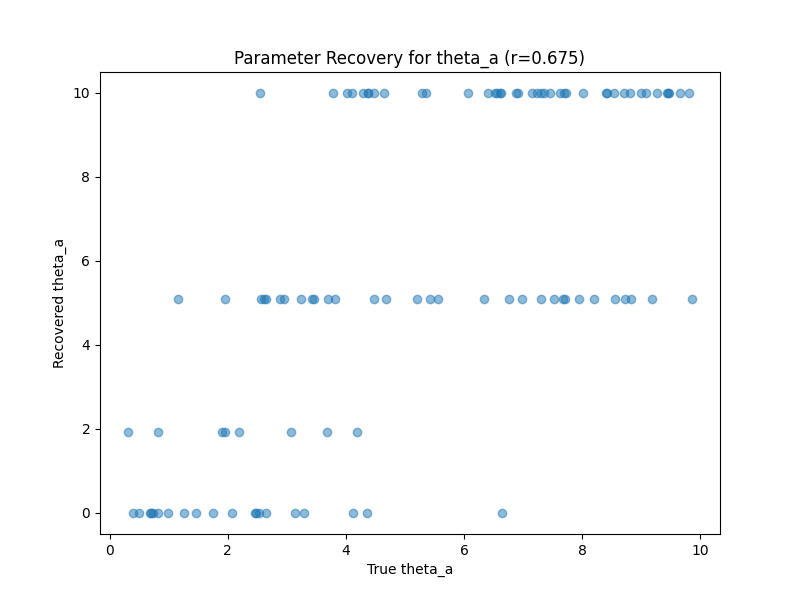 Parameter Recovery for theta_a (r=0.675)
Recovered theta_a
10
8
6
4
2
0
0 2 4 6 8 10
True theta_a